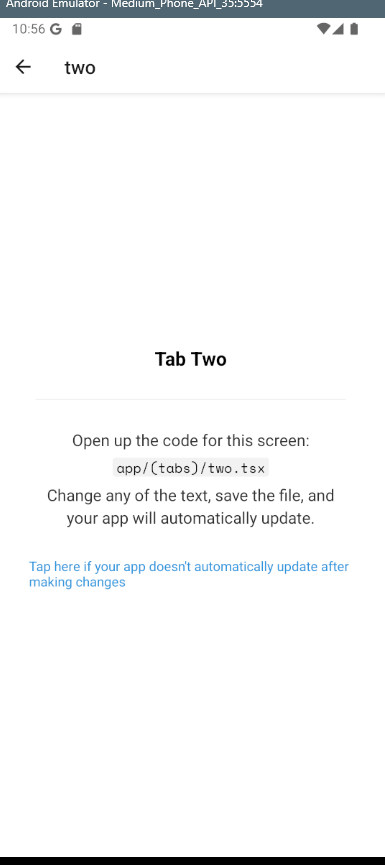 Android Emulator - Medium_Phone_API_35:5554
10:56 G
two
Tab Two
Open up the code for this screen:
app/(tabs)/two.tsx
Change any of the text, save the file, and
your app will automatically update.
Tap here if your app doesn't automatically update after
making changes